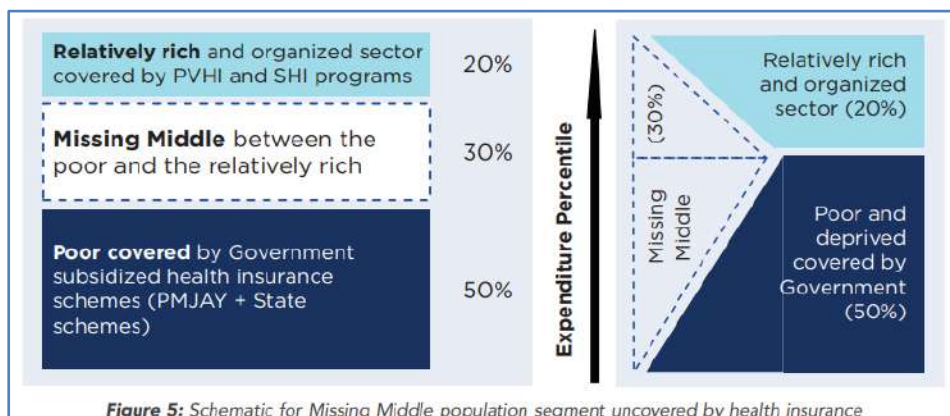 Relatively rich and organized sector
covered by PVHI and SHI programs
20%
Missing Middle between the
poor and the relatively rich
30%
Poor covered by Government
subsidized health insurance
schemes (PMJAY + State
schemes)
50%
Expenditure Percentile
(30%)
Missing
Middle
Relatively rich
and organized
sector (20%)
Poor and
deprived
covered by
Government
(50%)
Figure 5: Schematic for Missing Middle population segment uncovered by health insurance